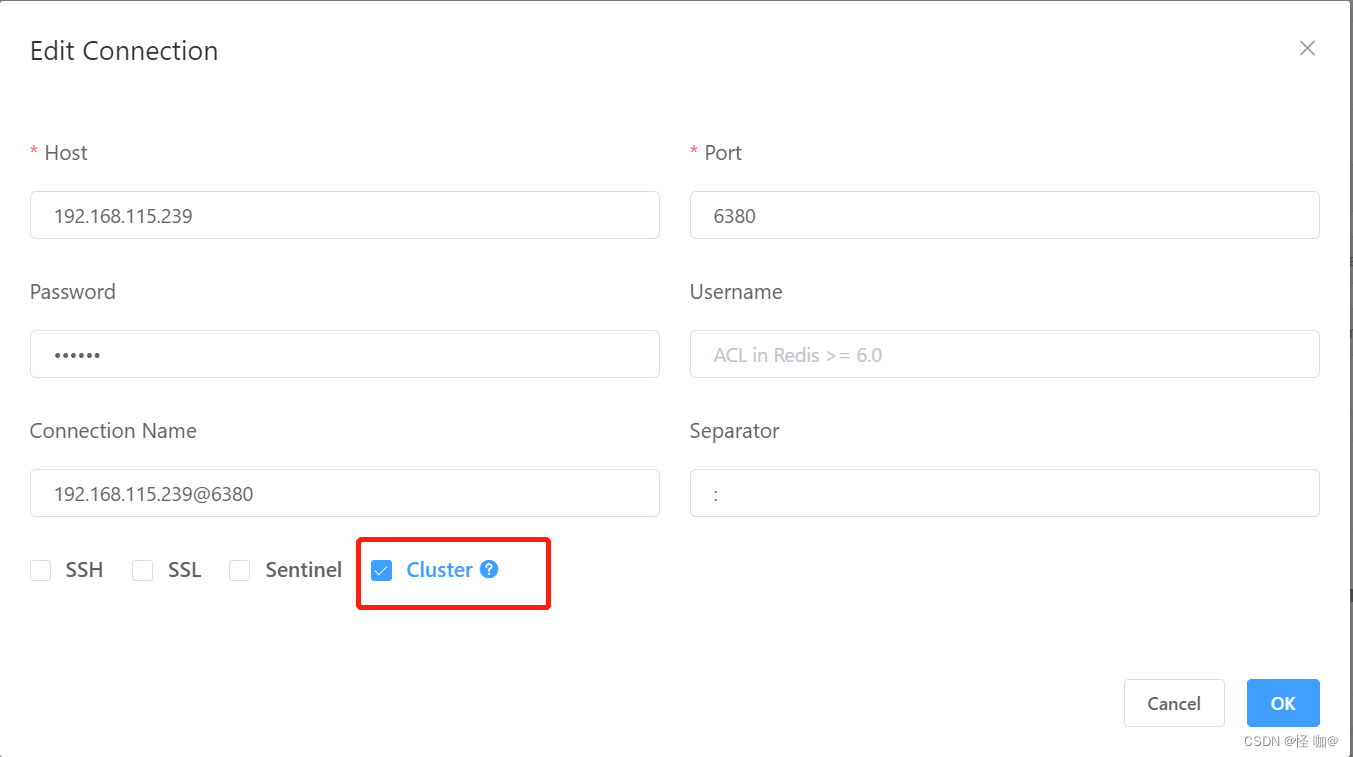 Edit Connection
* Host
* Port
192.168.115.239
6380
Password
Username
••••••
ACL in Redis >= 6.0
Connection Name
Separator
192.168.115.239@6380
:
SSH SSL Sentinel Cluster ?
Cancel OK
CSDN @怪 咖@